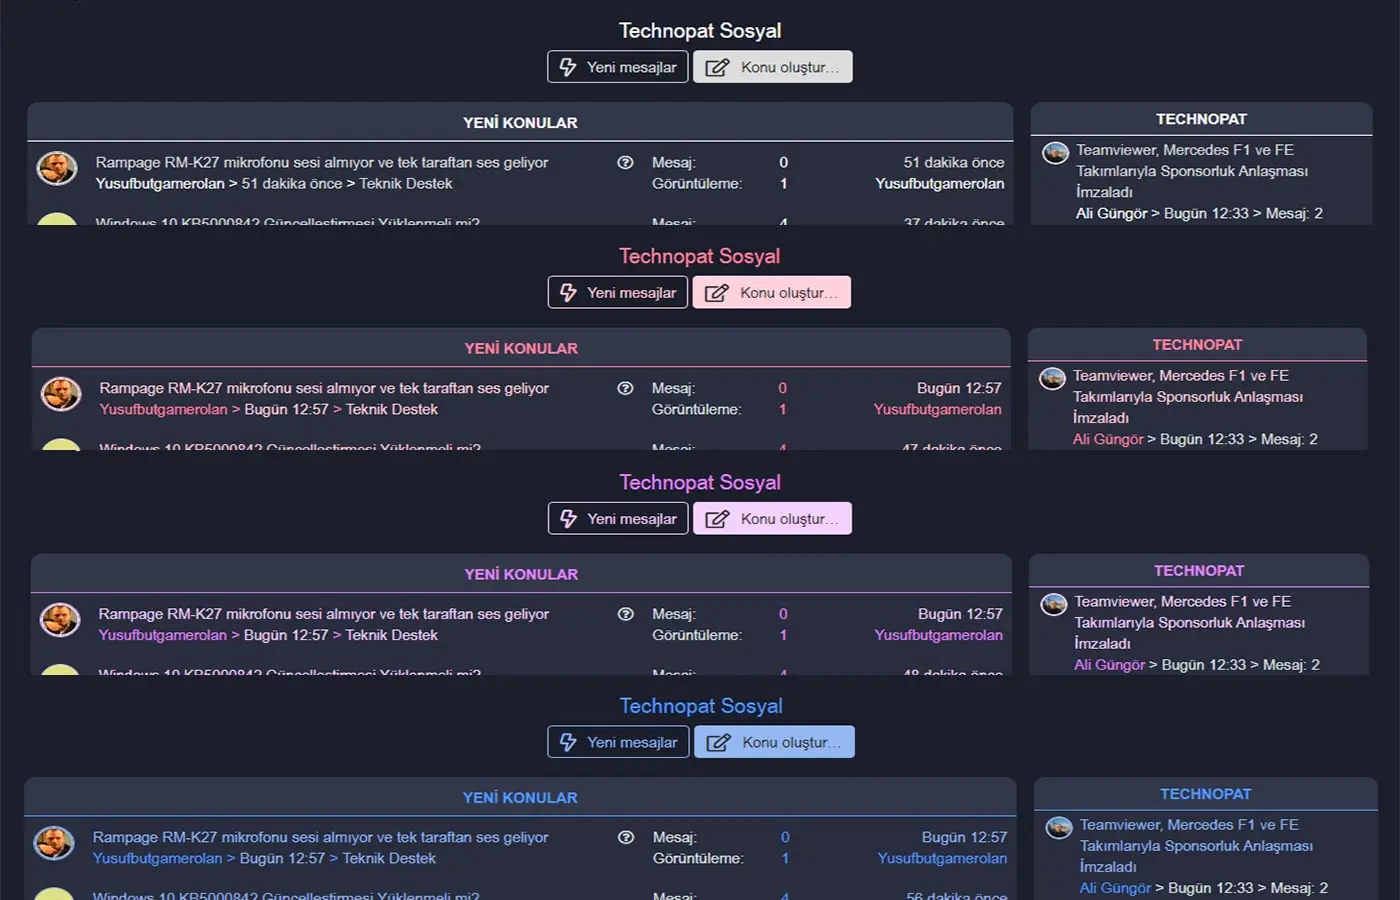 Technopat Sosyal
Yeni mesajlar Konu oluştur...
YENİ KONULAR
Rampage RM-K27 mikrofonu sesi almıyor ve tek taraftan ses geliyor Mesaj: 0 51 dakika önce
Yusufbutgamerolan > 51 dakika önce > Teknik Destek Görüntüleme: 1 Yusufbutgamerolan
Windows 10 KB5000842 Güncelleştirmesi Yüklenmeli mi? Mesaj: 4 37 dakika önce
TECHNOPAT
Teamviewer, Mercedes F1 ve FE
Takımlarıyla Sponsorluk Anlaşması
İmzaladı
Ali Güngör > Bugün 12:33 > Mesaj: 2
Technopat Sosyal
Yeni mesajlar Konu oluştur...
YENİ KONULAR
Rampage RM-K27 mikrofonu sesi almıyor ve tek taraftan ses geliyor Mesaj: 0 Bugün 12:57
Yusufbutgamerolan > Bugün 12:57 > Teknik Destek Görüntüleme: 1 Yusufbutgamerolan
Windows 10 KB5000842 Güncelleştirmesi Yüklenmeli mi? Mesaj: 4 47 dakika önce
TECHNOPAT
Teamviewer, Mercedes F1 ve FE
Takımlarıyla Sponsorluk Anlaşması
İmzaladı
Ali Güngör > Bugün 12:33 > Mesaj: 2
Technopat Sosyal
Yeni mesajlar Konu oluştur...
YENİ KONULAR
Rampage RM-K27 mikrofonu sesi almıyor ve tek taraftan ses geliyor Mesaj: 0 Bugün 12:57
Yusufbutgamerolan > Bugün 12:57 > Teknik Destek Görüntüleme: 1 Yusufbutgamerolan
Windows 10 KB5000842 Güncelleştirmesi Yüklenmeli mi? Mesaj: 4 48 dakika önce
TECHNOPAT
Teamviewer, Mercedes F1 ve FE
Takımlarıyla Sponsorluk Anlaşması
İmzaladı
Ali Güngör > Bugün 12:33 > Mesaj: 2
Technopat Sosyal
Yeni mesajlar Konu oluştur...
YENİ KONULAR
Rampage RM-K27 mikrofonu sesi almıyor ve tek taraftan ses geliyor Mesaj: 0 Bugün 12:57
Yusufbutgamerolan > Bugün 12:57 > Teknik Destek Görüntüleme: 1 Yusufbutgamerolan
Windows 10 KB5000842 Güncelleştirmesi Yüklenmeli mi? Mesaj: 4 56 dakika önce
TECHNOPAT
Teamviewer, Mercedes F1 ve FE
Takımlarıyla Sponsorluk Anlaşması
İmzaladı
Ali Güngör > Bugün 12:33 > Mesaj: 2